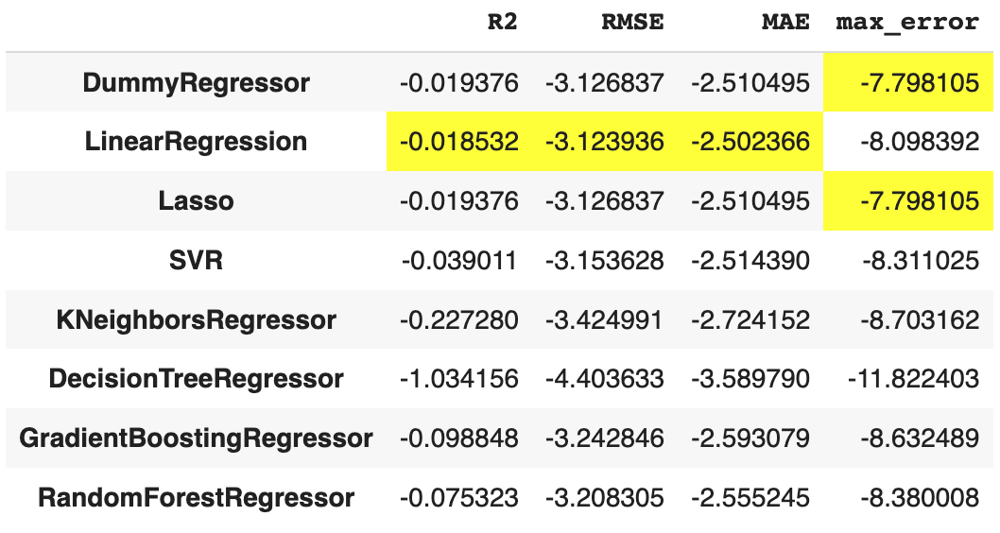 R2 RMSE MAE max_error
DummyRegressor -0.019376 -3.126837 -2.510495 -7.798105
LinearRegression -0.018532 -3.123936 -2.502366 -8.098392
Lasso -0.019376 -3.126837 -2.510495 -7.798105
SVR -0.039011 -3.153628 -2.514390 -8.311025
KNeighborsRegressor -0.227280 -3.424991 -2.724152 -8.703162
DecisionTreeRegressor -1.034156 -4.403633 -3.589790 -11.822403
GradientBoostingRegressor -0.098848 -3.242846 -2.593079 -8.632489
RandomForestRegressor -0.075323 -3.208305 -2.555245 -8.380008